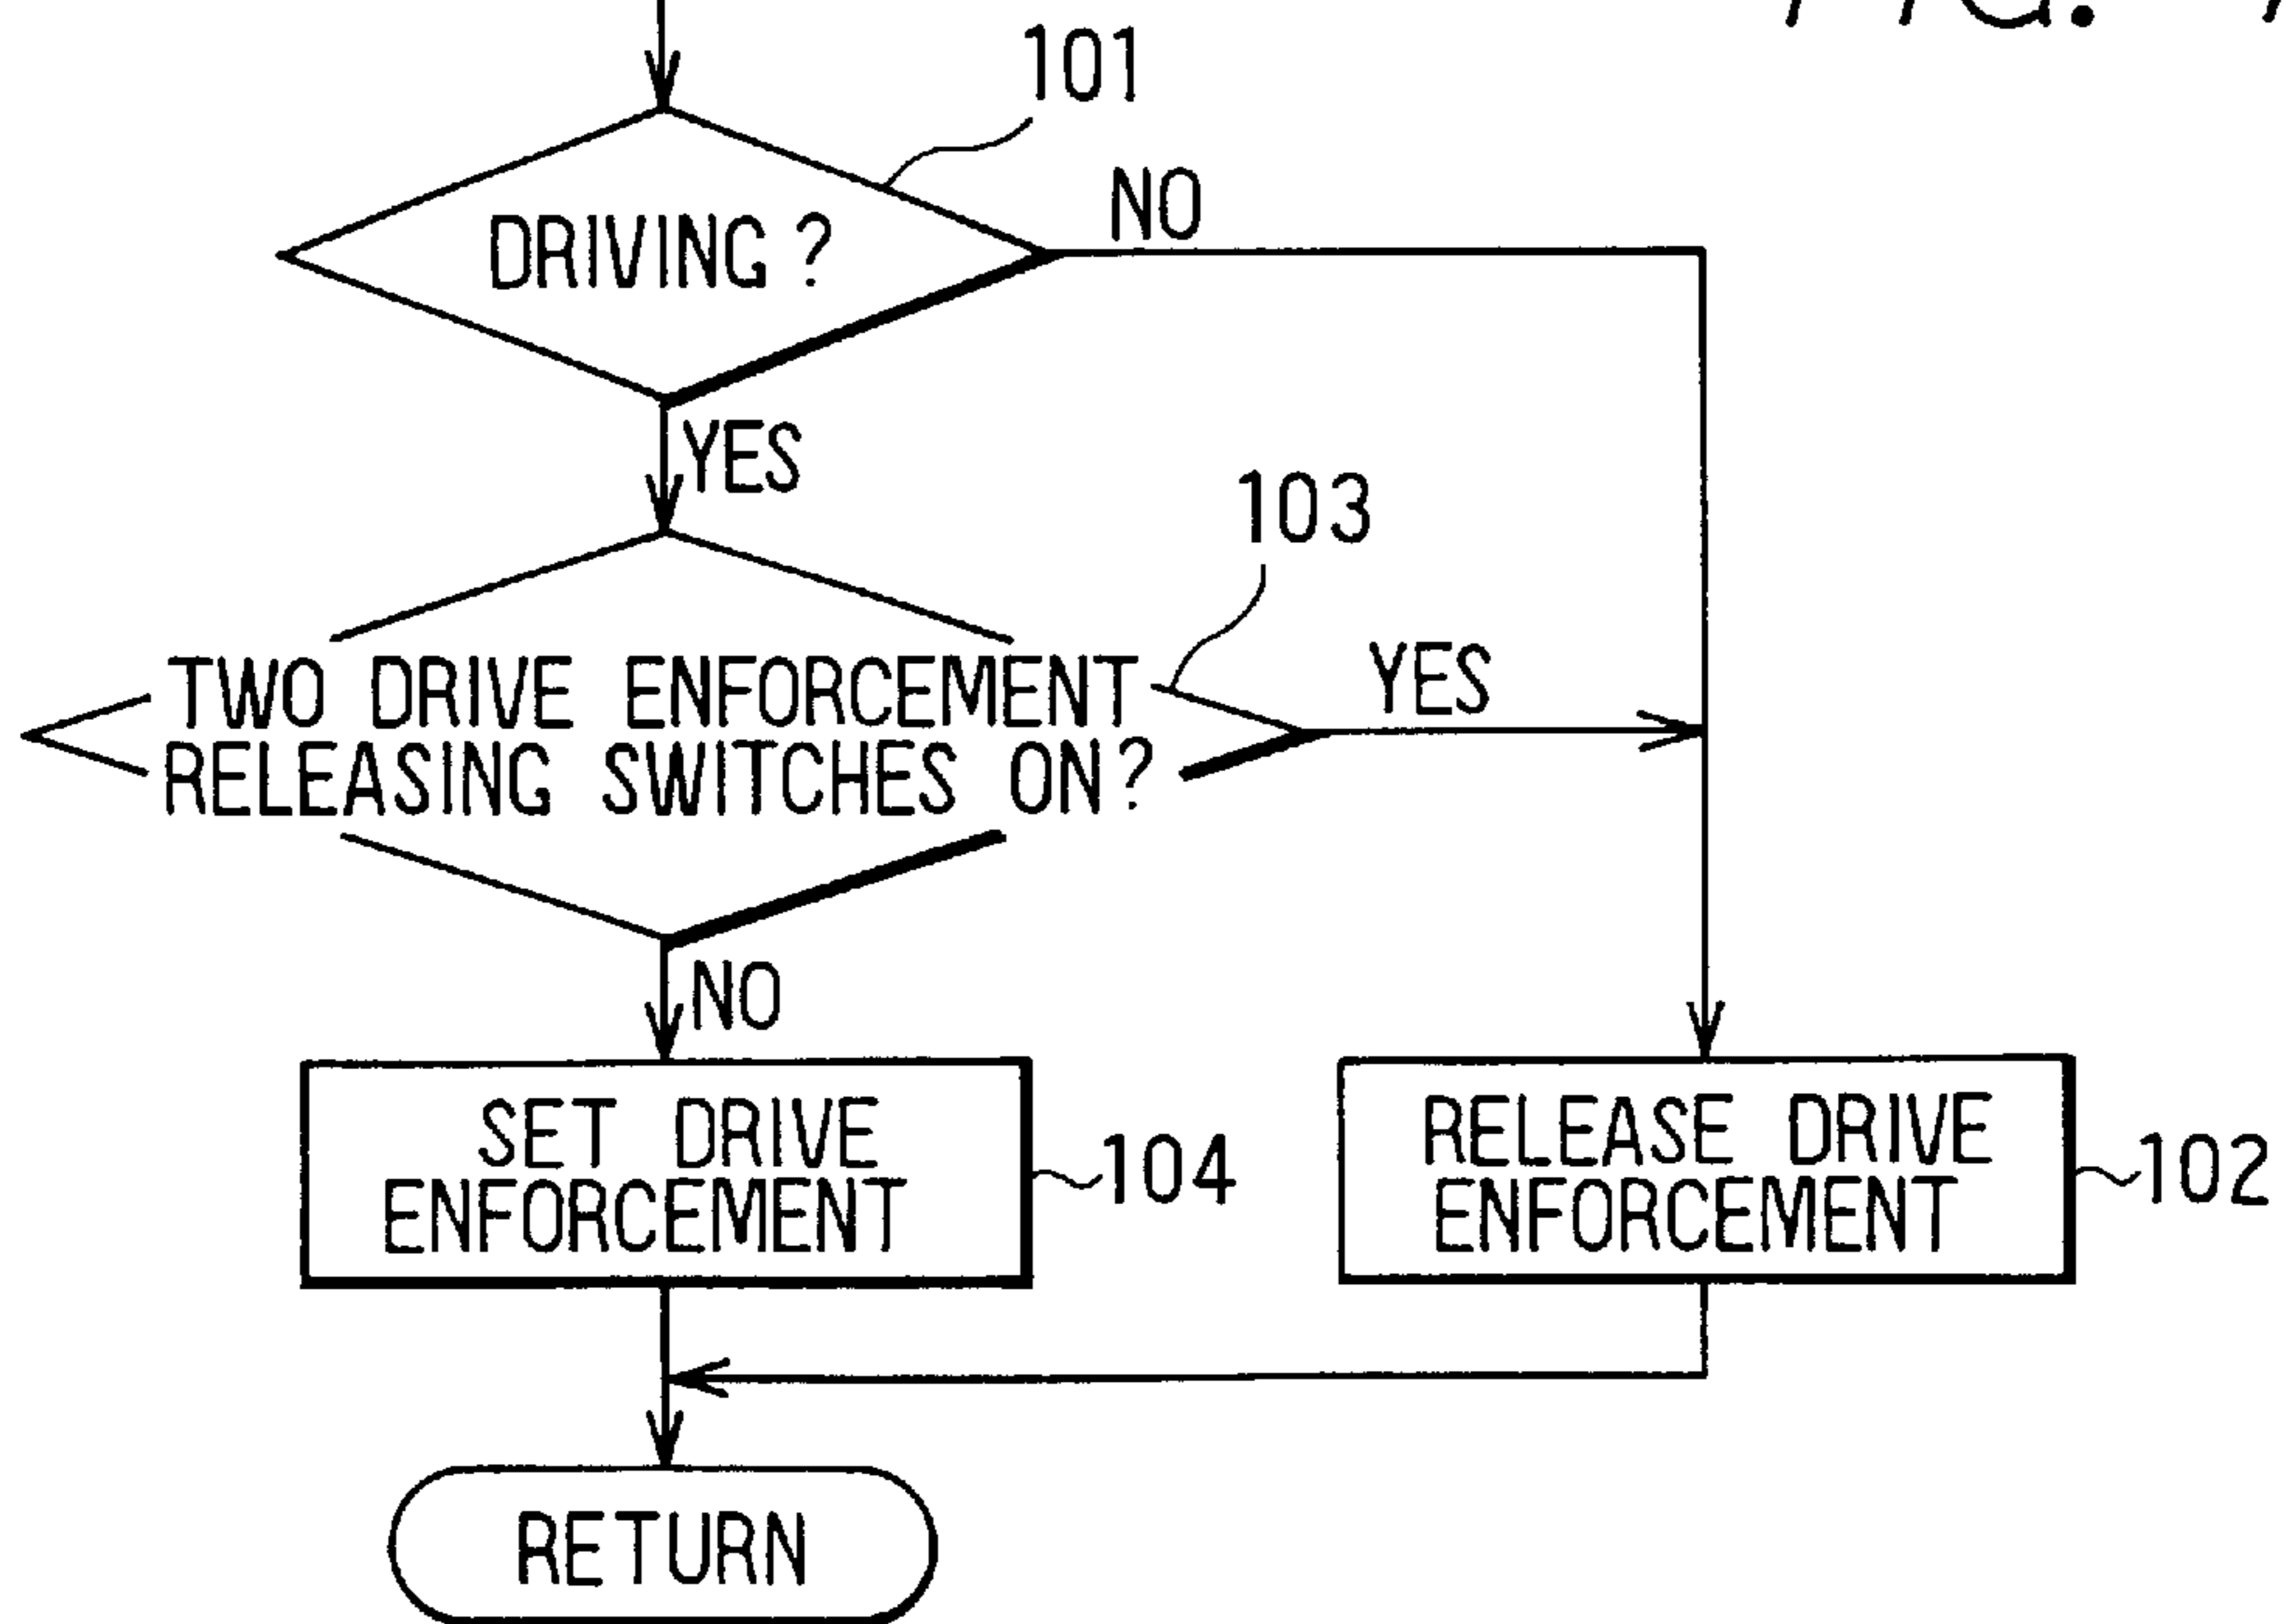 FIG.
101
DRIVING ?
NO
YES
103
TWO DRIVE ENFORCEMENT
RELEASING SWITCHES ON?
YES
NO
SET DRIVE
ENFORCEMENT
104
RELEASE DRIVE
ENFORCEMENT
102
RETURN